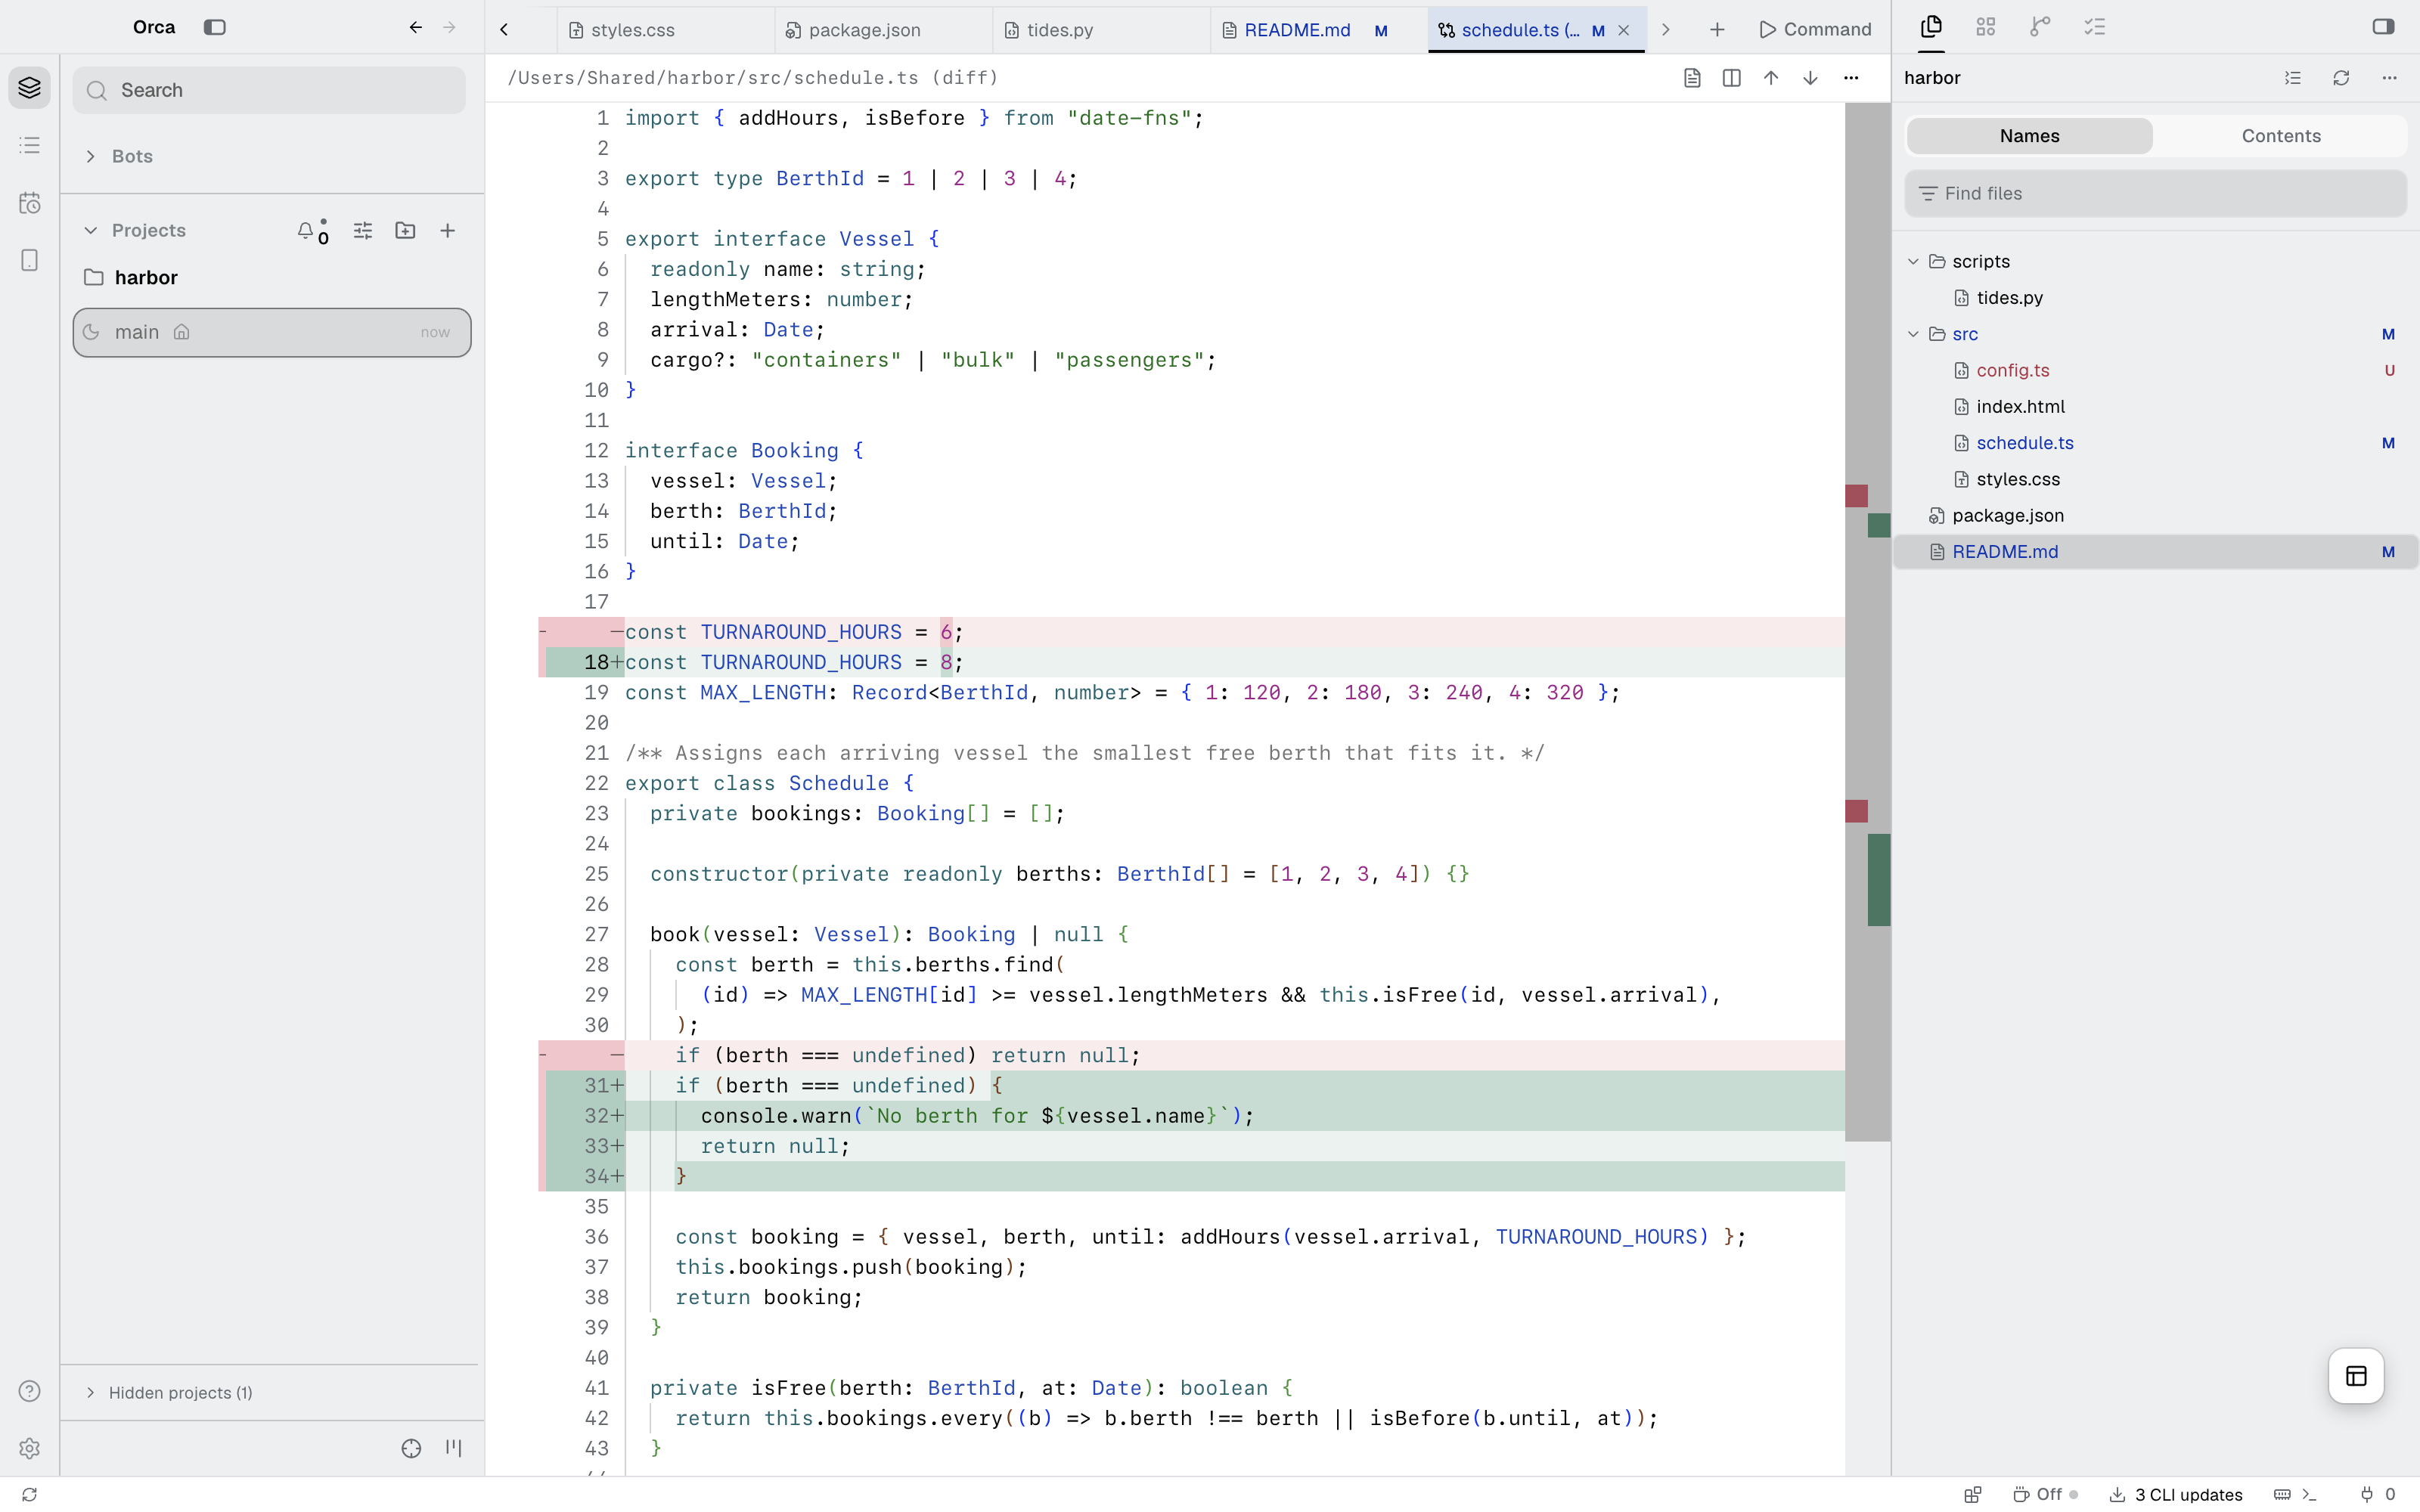 Orca
Search
Bots
Projects
0
harbor
main
now
Hidden projects (1)
styles.css
package.json
tides.py
README.md M
schedule.ts (... M
Command
/Users/Shared/harbor/src/schedule.ts (diff)
1 import { addHours, isBefore } from "date-fns";
2
3 export type BerthId = 1 | 2 | 3 | 4;
4
5 export interface Vessel {
6 readonly name: string;
7 lengthMeters: number;
8 arrival: Date;
9 cargo?: "containers" | "bulk" | "passengers";
10 }
11
12 interface Booking {
13 vessel: Vessel;
14 berth: BerthId;
15 until: Date;
16 }
17
- —const TURNAROUND_HOURS = 6;
18+const TURNAROUND_HOURS = 8;
19 const MAX_LENGTH: Record<BerthId, number> = { 1: 120, 2: 180, 3: 240, 4: 320 };
20
21 /** Assigns each arriving vessel the smallest free berth that fits it. */
22 export class Schedule {
23 private bookings: Booking[] = [];
24
25 constructor(private readonly berths: BerthId[] = [1, 2, 3, 4]) {}
26
27 book(vessel: Vessel): Booking | null {
28 const berth = this.berths.find(
29 (id) => MAX_LENGTH[id] >= vessel.lengthMeters && this.isFree(id, vessel.arrival),
30 );
- — if (berth === undefined) return null;
31+ if (berth === undefined) {
32+ console.warn(`No berth for ${vessel.name}`);
33+ return null;
34+ }
35
36 const booking = { vessel, berth, until: addHours(vessel.arrival, TURNAROUND_HOURS) };
37 this.bookings.push(booking);
38 return booking;
39 }
40
41 private isFree(berth: BerthId, at: Date): boolean {
42 return this.bookings.every((b) => b.berth !== berth || isBefore(b.until, at));
43 }
harbor
Names
Contents
Find files
scripts
tides.py
src M
config.ts U
index.html
schedule.ts M
styles.css
package.json
README.md M
Off
3 CLI updates
0